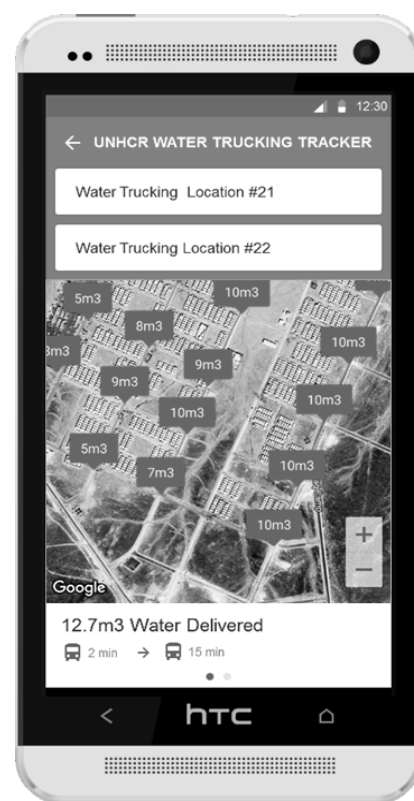 12:30
UNHCR WATER TRUCKING TRACKER
Water Trucking Location #21
Water Trucking Location #22
5m3
10m3
8m3
10m3
3m3
9m3
9m3
10m3
10m3
5m3
7m3
10m3
10m3
+
−
Google
12.7m3 Water Delivered
2 min → 15 min
hTC